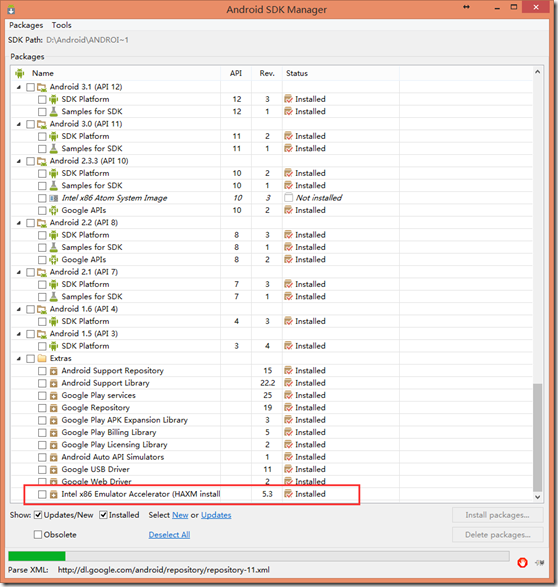 Android SDK Manager
Packages Tools
SDK Path: D:\Android\ANDROI~1
Packages
Name API Rev. Status
Android 3.1 (API 12)
SDK Platform 12 3 Installed
Samples for SDK 12 1 Installed
Android 3.0 (API 11)
SDK Platform 11 2 Installed
Samples for SDK 11 1 Installed
Android 2.3.3 (API 10)
SDK Platform 10 2 Installed
Samples for SDK 10 1 Installed
Intel x86 Atom System Image 10 3 Not installed
Google APIs 10 2 Installed
Android 2.2 (API 8)
SDK Platform 8 3 Installed
Samples for SDK 8 1 Installed
Google APIs 8 2 Installed
Android 2.1 (API 7)
SDK Platform 7 3 Installed
Samples for SDK 7 1 Installed
Android 1.6 (API 4)
SDK Platform 4 3 Installed
Android 1.5 (API 3)
SDK Platform 3 4 Installed
Extras
Android Support Repository 15 Installed
Android Support Library 22.2 Installed
Google Play services 25 Installed
Google Repository 19 Installed
Google Play APK Expansion Library 3 Installed
Google Play Billing Library 5 Installed
Google Play Licensing Library 2 Installed
Android Auto API Simulators 1 Installed
Google USB Driver 11 Installed
Google Web Driver 2 Installed
Intel x86 Emulator Accelerator (HAXM install 5.3 Installed
Show: Updates/New Installed Select New or Updates Install packages...
Obsolete Deselect All Delete packages...
Parse XML: http://dl.google.com/android/repository/repository-11.xml